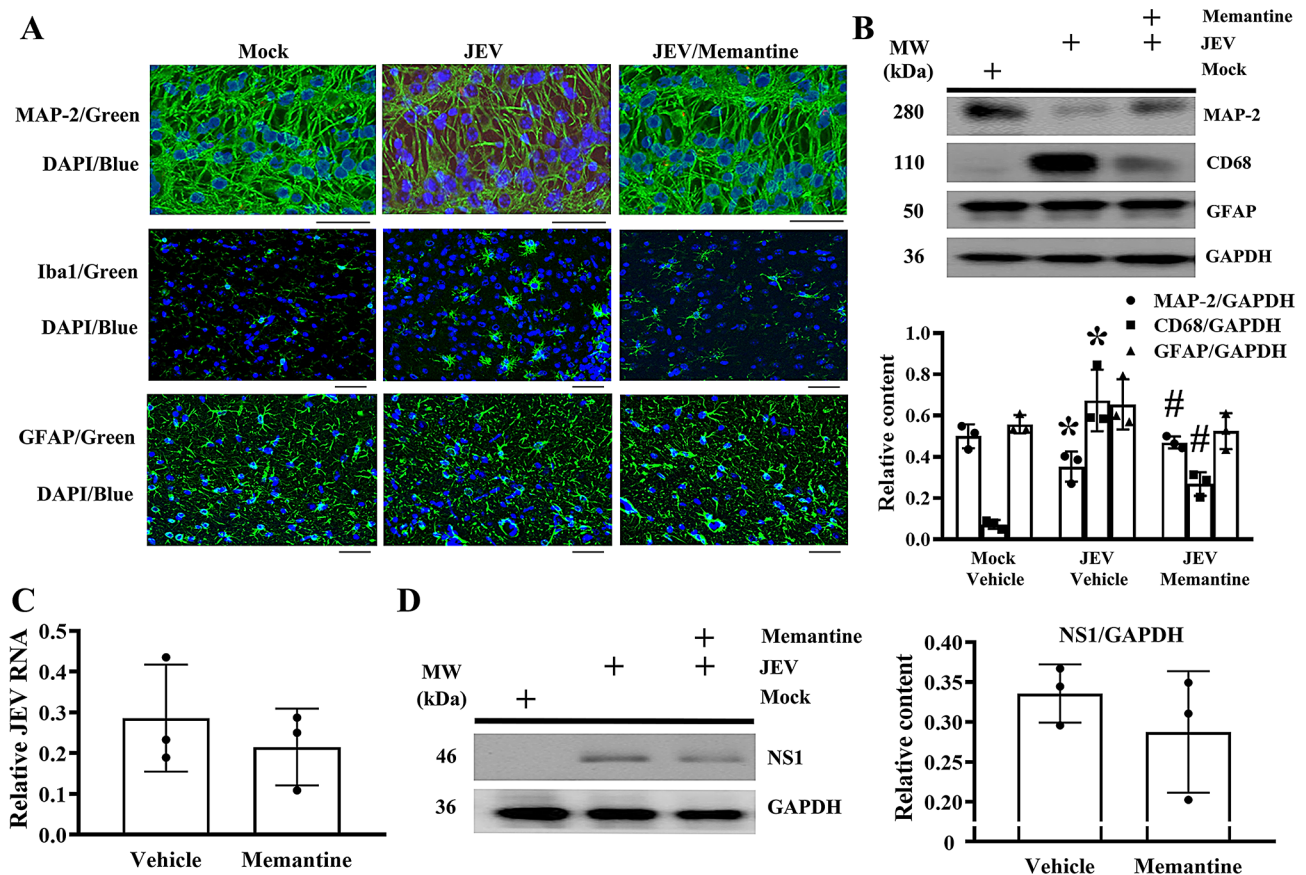 A
Mock
JEV
JEV/Memantine
MAP-2/Green
DAPI/Blue
Iba1/Green
DAPI/Blue
GFAP/Green
DAPI/Blue
B
MW
(kDa)
+ Memantine
+ + JEV
+ Mock
280 MAP-2
110 CD68
50 GFAP
36 GAPDH
MAP-2/GAPDH
CD68/GAPDH
GFAP/GAPDH
Relative content
1.0
0.8
0.6
0.4
0.2
0.0
* * # #
Mock Vehicle
JEV Vehicle
JEV Memantine
C
Relative JEV RNA
0.5
0.4
0.3
0.2
0.1
0.0
Vehicle
Memantine
D
MW
(kDa)
+ Memantine
+ + JEV
+ Mock
46 NS1
36 GAPDH
NS1/GAPDH
Relative content
0.40
0.35
0.30
0.20
0
Vehicle
Memantine